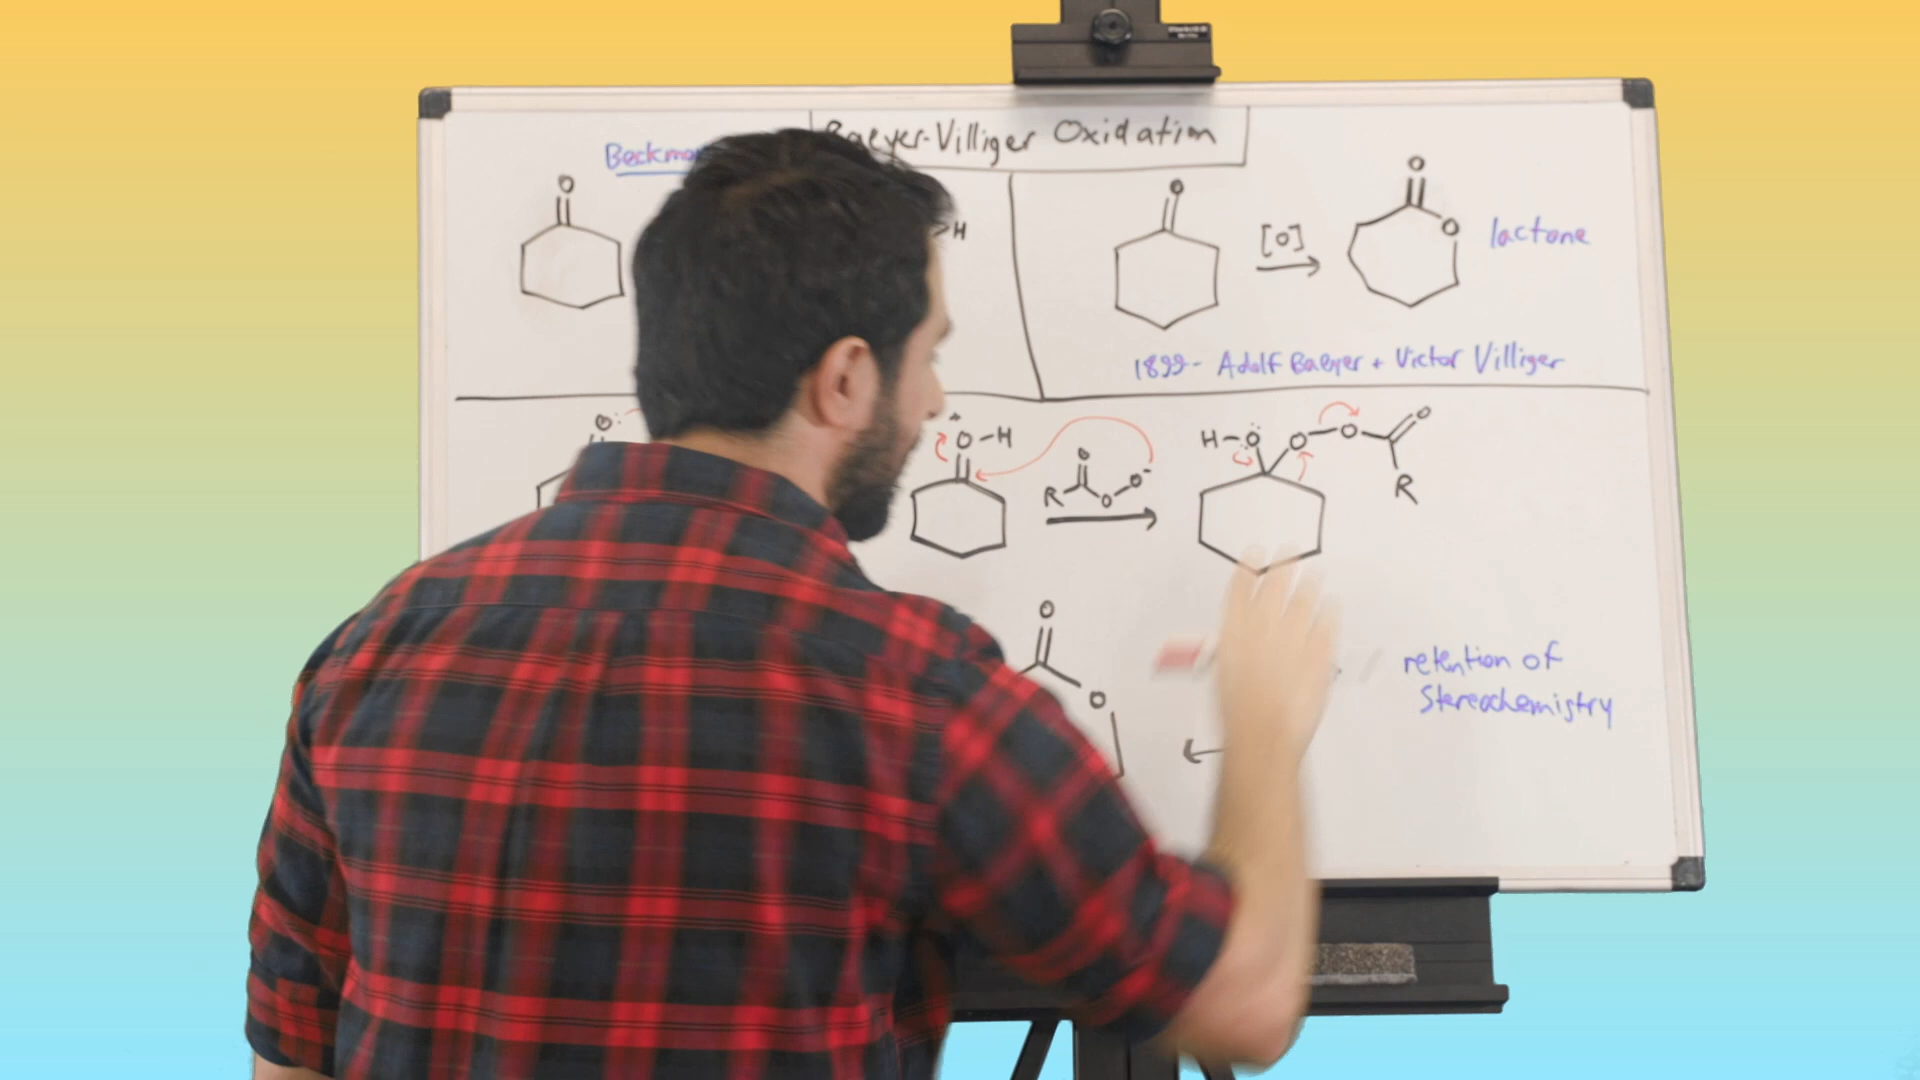 Baeyer-Villiger Oxidation
O
H
O
[O]
O
O
lactone
1899- Adolf Baeyer + Victor Villiger
O:
+
O-H
R O O O-
H-O O-O O
R
O
O
retention of
Stereochemistry